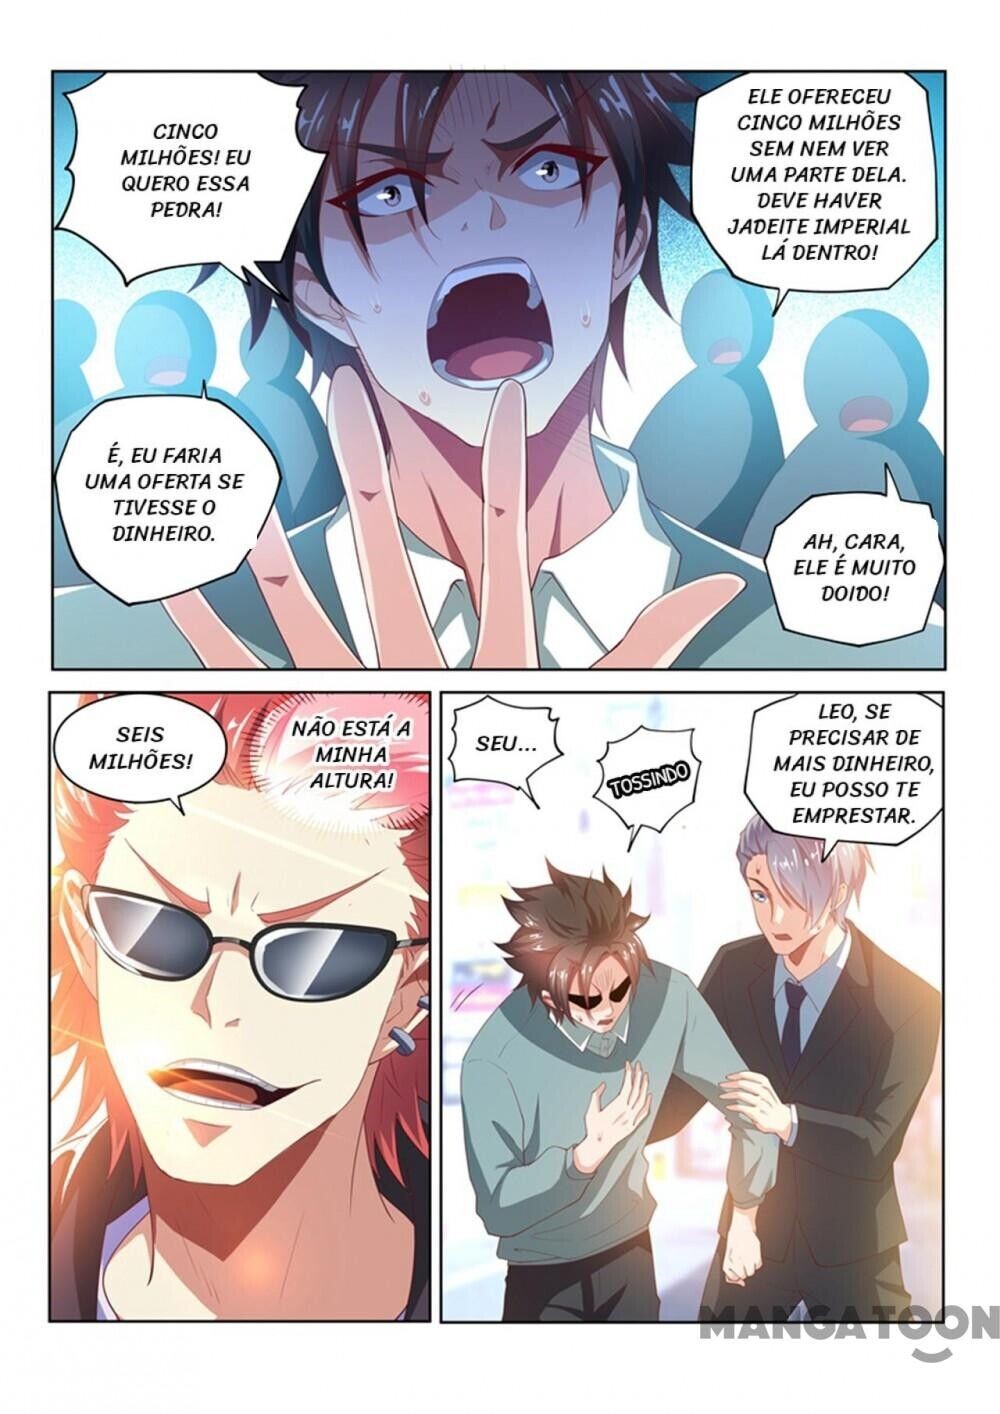 CINCO
MILHÕES! EU
QUERO ESSA
PEDRA!
ELE OFERECEU
CINCO MILHÕES
SEM NEM VER
UMA PARTE DELA.
DEVE HAVER
JADEITE IMPERIAL
LÁ DENTRO!
É, EU FARIA
UMA OFERTA SE
TIVESSE O
DINHEIRO.
AH, CARA,
ELE É MUITO
DOIDO!
SEIS
MILHÕES!
NÃO ESTÁ A
MINHA
ALTURA!
SEU...
TOSSINDO
LEO, SE
PRECISAR DE
MAIS DINHEIRO,
EU POSSO TE
EMPRESTAR.
MANGATOON